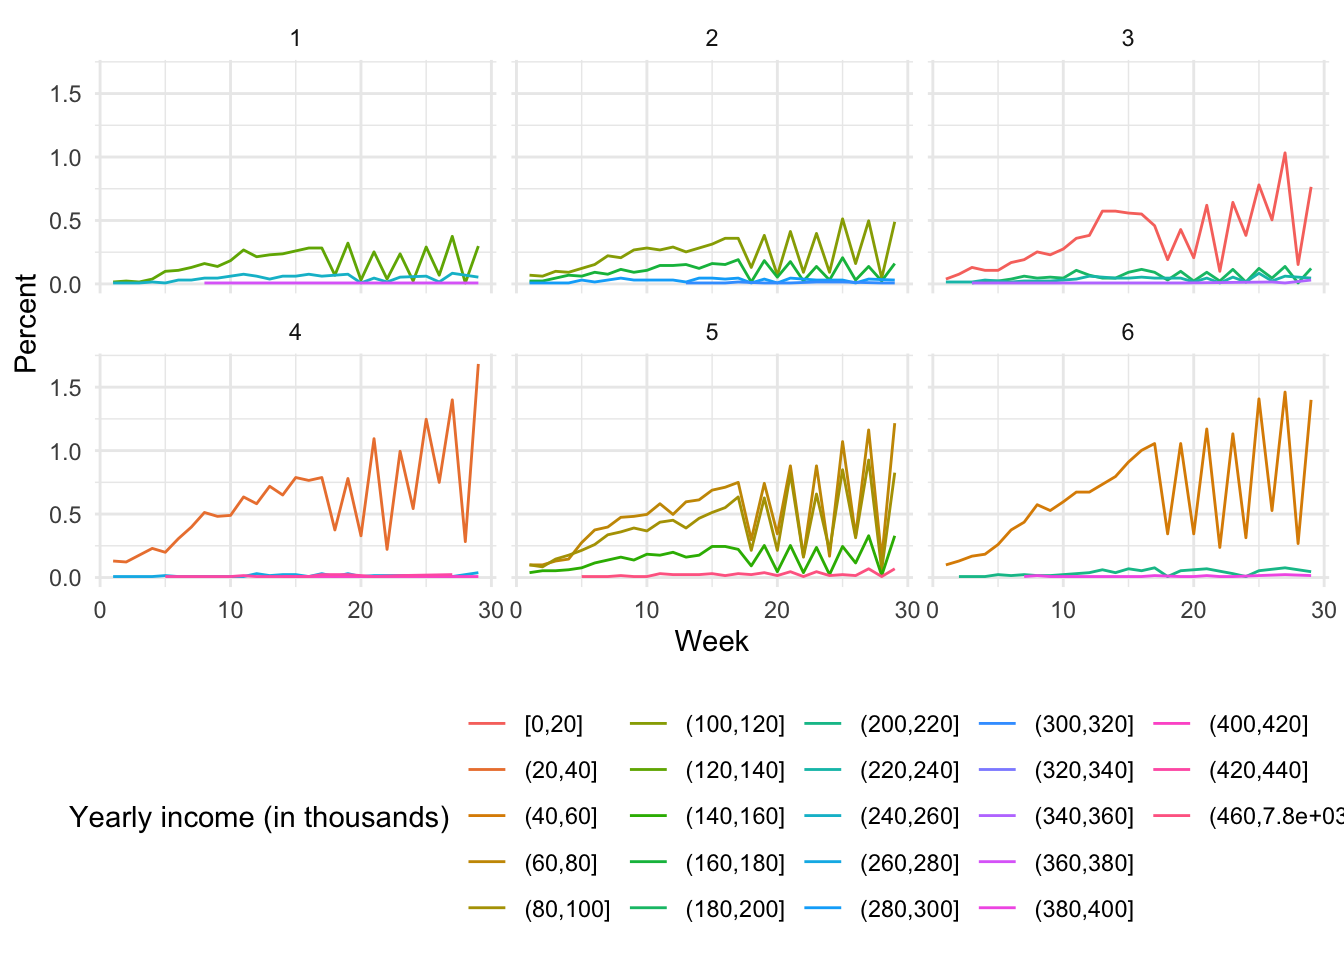 1 2 3
1.5
1.0
0.5
0.0
4 5 6
1.5
1.0
0.5
0.0
0 10 20 30 0 10 20 30 0 10 20 30
Percent
Week
Yearly income (in thousands)
[0,20] (100,120] (200,220] (300,320] (400,420]
(20,40] (120,140] (220,240] (320,340] (420,440]
(40,60] (140,160] (240,260] (340,360] (460,7.8e+03
(60,80] (160,180] (260,280] (360,380]
(80,100] (180,200] (280,300] (380,400]